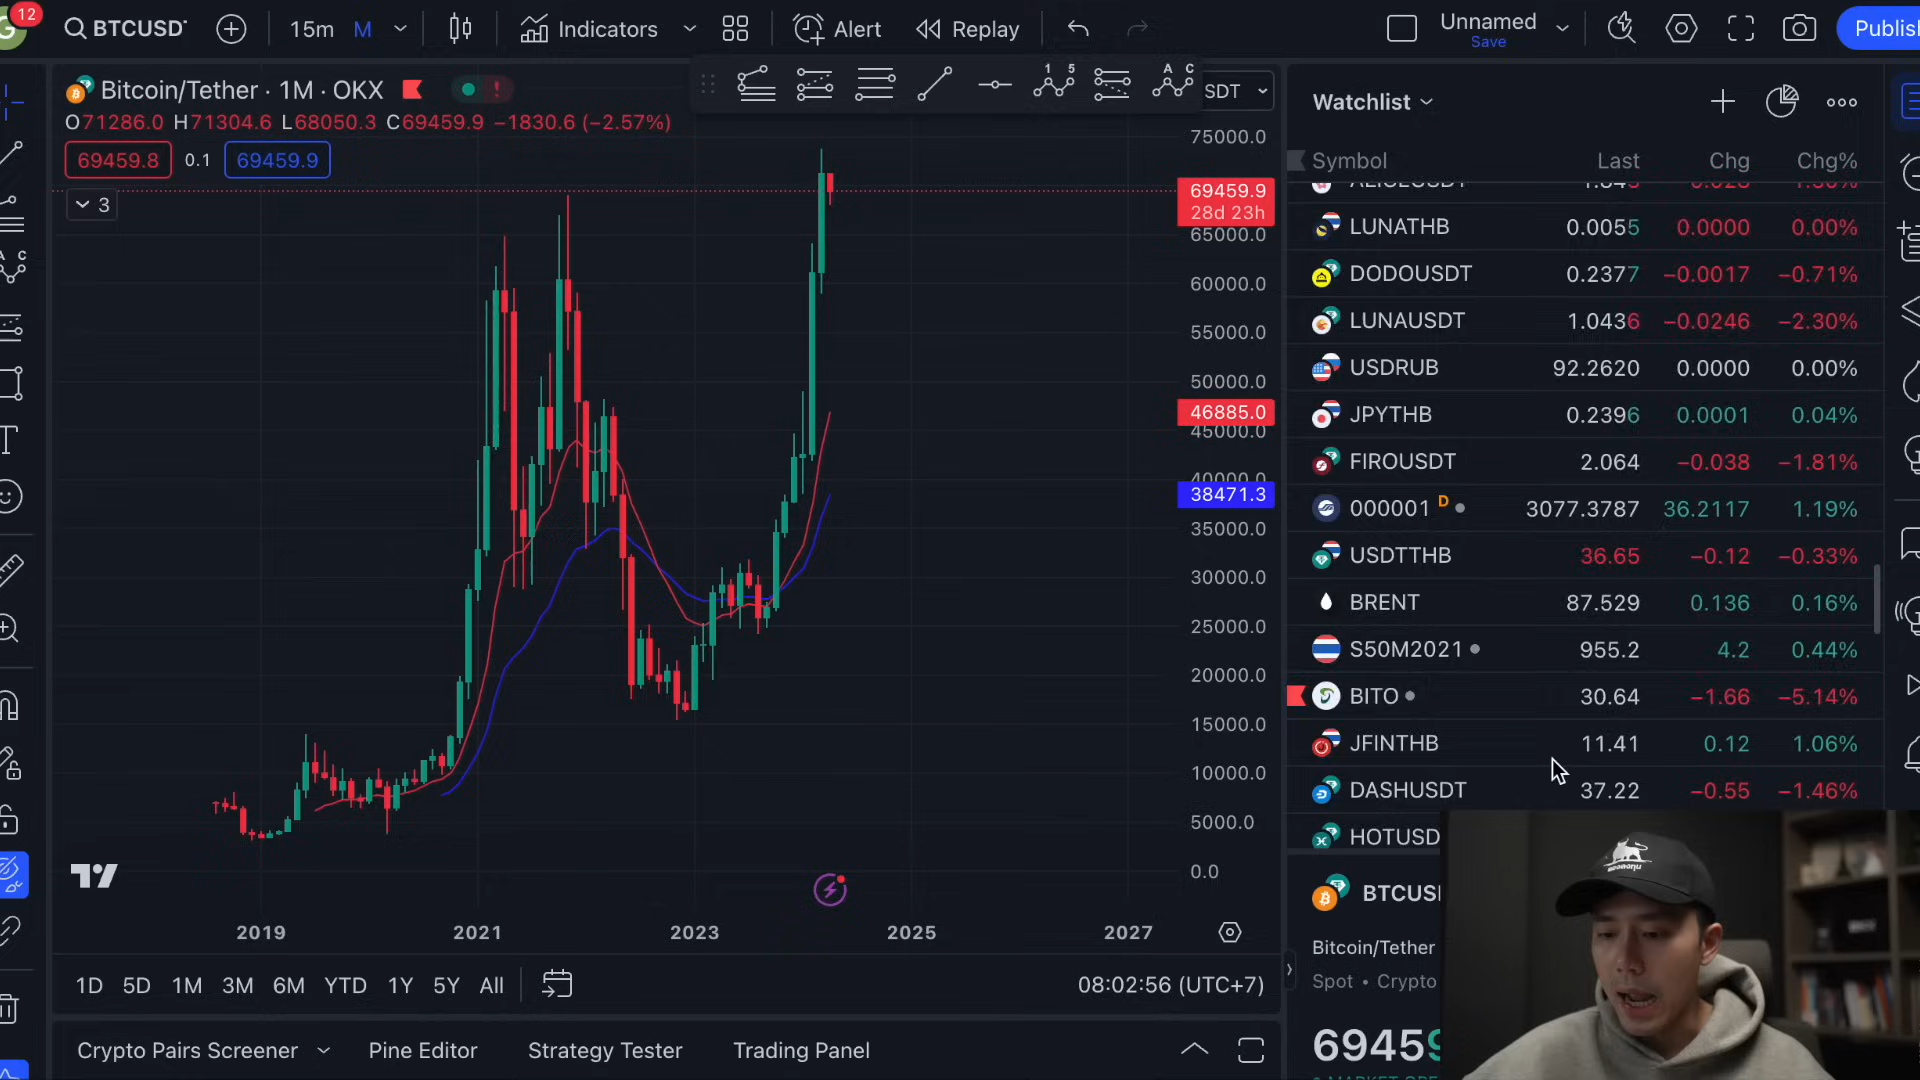 12
BTCUSDT
15m M Indicators Alert Replay
Unnamed
Save
Publish
Bitcoin/Tether · 1M · OKX
O71286.0 H71304.6 L68050.3 C69459.9 −1830.6 (−2.57%)
69459.8 0.1 69459.9
3
75000.0
69459.9
28d 23h
65000.0
60000.0
55000.0
50000.0
46885.0
45000.0
40000.0
38471.3
35000.0
30000.0
25000.0
20000.0
15000.0
10000.0
5000.0
0.0
2019 2021 2023 2025 2027
1D 5D 1M 3M 6M YTD 1Y 5Y All
08:02:56 (UTC+7)
Crypto Pairs Screener Pine Editor Strategy Tester Trading Panel
Watchlist
Symbol Last Chg Chg%
LUNATHB 0.0055 0.0000 0.00%
DODOUSDT 0.2377 −0.0017 −0.71%
LUNAUSDT 1.0436 −0.0246 −2.30%
USDRUB 92.2620 0.0000 0.00%
JPYTHB 0.2396 0.0001 0.04%
FIROUSDT 2.064 −0.038 −1.81%
000001 D 3077.3787 36.2117 1.19%
USDTTHB 36.65 −0.12 −0.33%
BRENT 87.529 0.136 0.16%
S50M2021 955.2 4.2 0.44%
BITO 30.64 −1.66 −5.14%
JFINTHB 11.41 0.12 1.06%
DASHUSDT 37.22 −0.55 −1.46%
HOTUSD
BTCUSD
Bitcoin/Tether
Spot • Crypto
69459